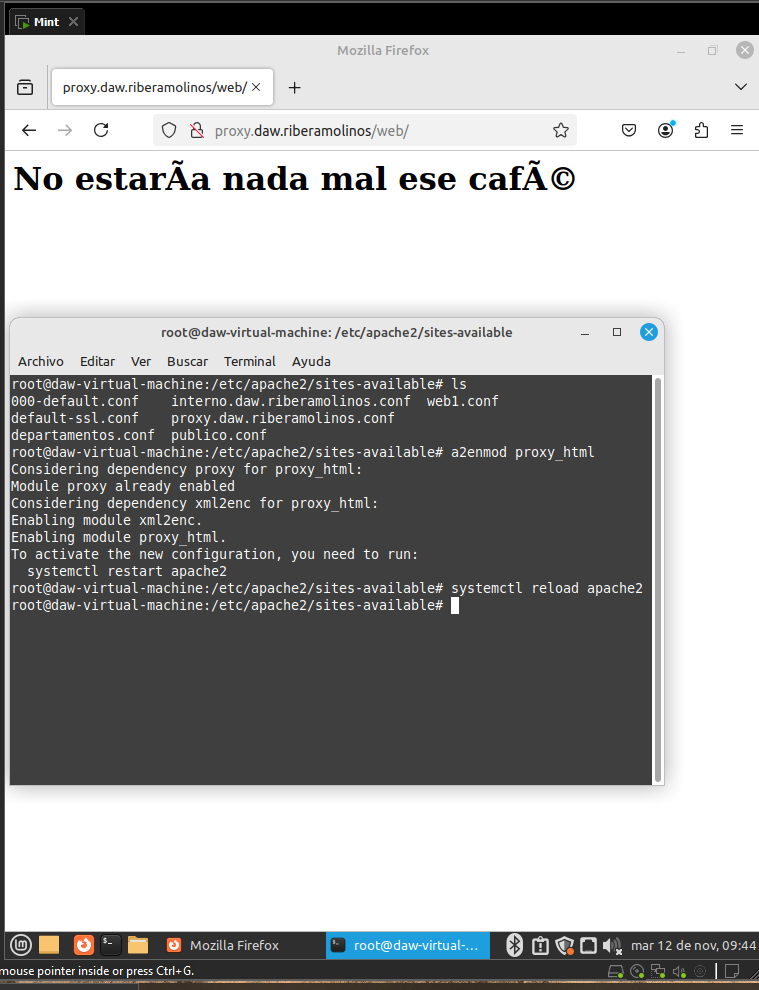 Mint
Mozilla Firefox
proxy.daw.riberamolinos/web/
proxy.daw.riberamolinos/web/
No estarÃa nada mal ese cafÃ©
root@daw-virtual-machine: /etc/apache2/sites-available
Archivo Editar Ver Buscar Terminal Ayuda
root@daw-virtual-machine:/etc/apache2/sites-available# ls
000-default.conf interno.daw.riberamolinos.conf web1.conf
default-ssl.conf proxy.daw.riberamolinos.conf
departamentos.conf publico.conf
root@daw-virtual-machine:/etc/apache2/sites-available# a2enmod proxy_html
Considering dependency proxy for proxy_html:
Module proxy already enabled
Considering dependency xml2enc for proxy_html:
Enabling module xml2enc.
Enabling module proxy_html.
To activate the new configuration, you need to run:
systemctl restart apache2
root@daw-virtual-machine:/etc/apache2/sites-available# systemctl reload apache2
root@daw-virtual-machine:/etc/apache2/sites-available#
Mozilla Firefox
root@daw-virtual-...
mar 12 de nov, 09:44
mouse pointer inside or press Ctrl+G.